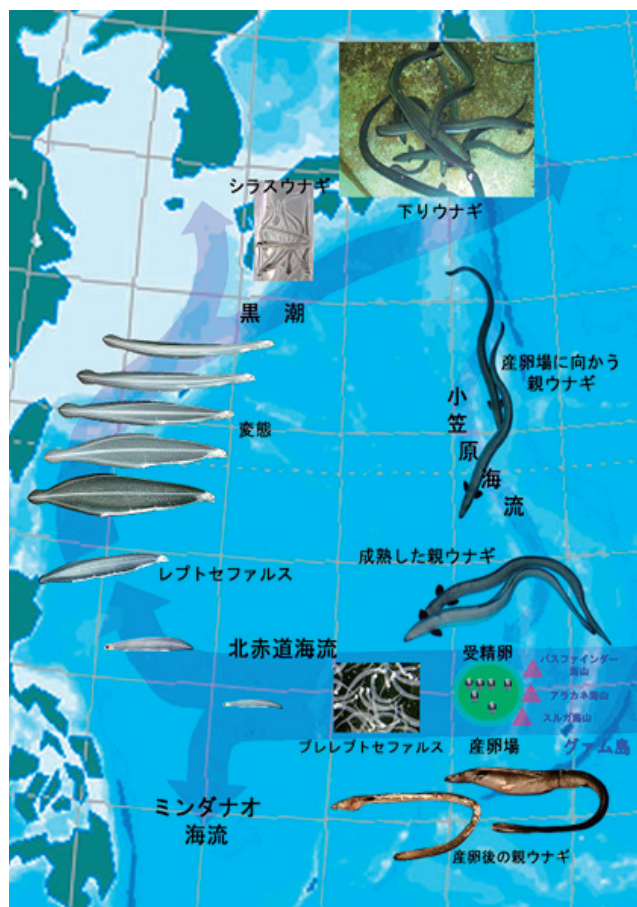 シラスウナギ
下りウナギ
黒 潮
産卵場に向かう
親ウナギ
小笠原海流
変態
成熟した親ウナギ
レプトセファルス
北赤道海流
受精卵
パスファインダー
海山
アラカネ海山
スルガ海山
プレレプトセファルス
産卵場
グァム島
ミンダナオ
海流
産卵後の親ウナギ